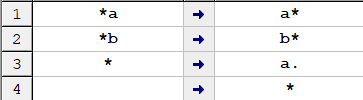 1 *a → a*
2 *b → b*
3 * → a.
4 → *